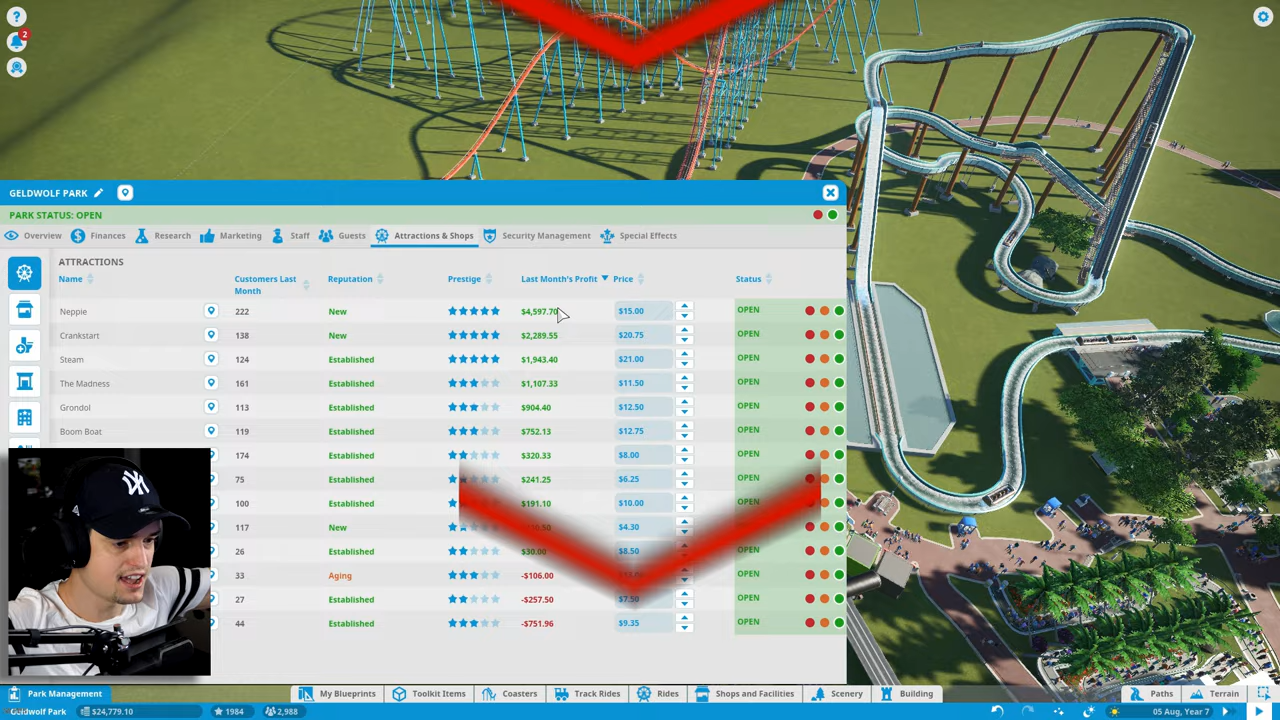 ?
2
GELDWOLF PARK
PARK STATUS: OPEN
Overview Finances Research Marketing Staff Guests Attractions & Shops Security Management Special Effects
ATTRACTIONS
Name Customers Last Month Reputation Prestige Last Month's Profit Price Status
Neppie 222 New $4,597.70 $15.00 OPEN
Crankstart 138 New $2,289.55 $20.75 OPEN
Steam 124 Established $1,943.40 $21.00 OPEN
The Madness 161 Established $1,107.33 $11.50 OPEN
Grondol 113 Established $904.40 $12.50 OPEN
Boom Boat 119 Established $752.13 $12.75 OPEN
174 Established $320.33 $8.00 OPEN
75 Established $241.25 $6.25 OPEN
100 Established $191.10 $10.00 OPEN
117 New $4.30 OPEN
26 Established $30.00 $8.50 OPEN
33 Aging -$106.00 OPEN
27 Established -$257.50 $7.50 OPEN
44 Established -$751.96 $9.35 OPEN
Park Management My Blueprints Toolkit Items Coasters Track Rides Rides Shops and Facilities Scenery Building Paths Terrain
Geldwolf Park $24,779.10 1984 2,988 05 Aug, Year 7